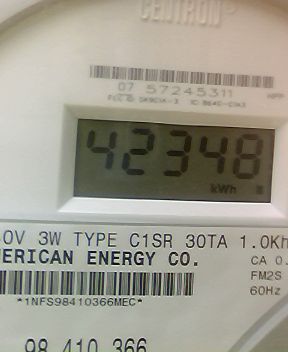 CENTRON®
07 57245311
42348
kWh
0V 3W TYPE C1SR 30TA 1.0Kh
ERICAN ENERGY CO.
CA 0.
FM2S
60Hz
*1NFS98410366MEC*
98 410 366